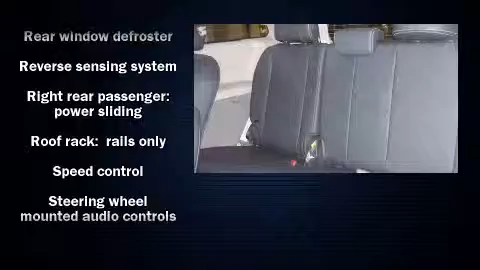 Rear window defroster
Reverse sensing system
Right rear passenger:
power sliding
Roof rack:  rails only
Speed control
Steering wheel
mounted audio controls